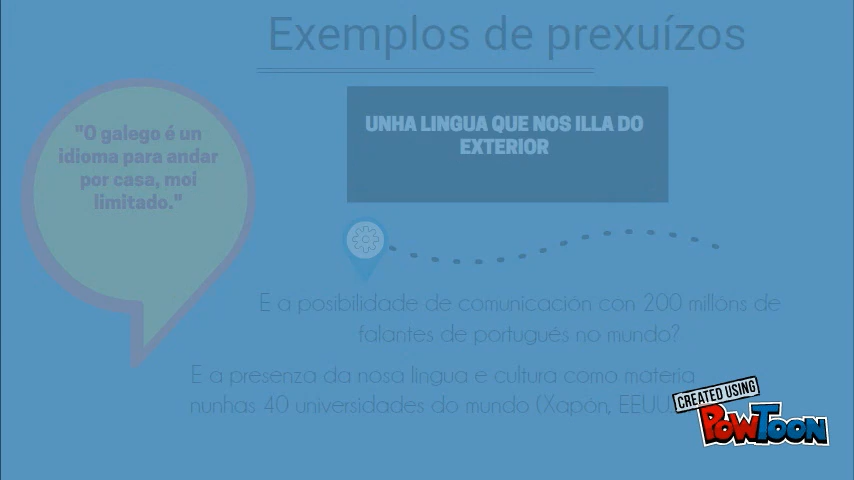 Exemplos de prexuízos
"O galego é un
idioma para andar
por casa, moi
limitado."
UNHA LINGUA QUE NOS ILLA DO
EXTERIOR
E a posibilidade de comunicación con 200 millóns de
falantes de portugués no mundo?
E a presenza da nosa lingua e cultura como materia
nunhas 40 universidades do mundo (Xapón, EEUU
CREATED USING
POWTOON